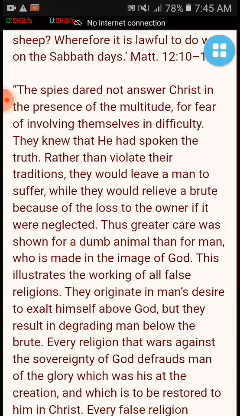 0K/s 0K/s 78% 7:45 AM
No internet connection
sheep? Wherefore it is lawful to do w
on the Sabbath days.' Matt. 12:10–1
"The spies dared not answer Christ in
the presence of the multitude, for fear
of involving themselves in difficulty.
They knew that He had spoken the
truth. Rather than violate their
traditions, they would leave a man to
suffer, while they would relieve a brute
because of the loss to the owner if it
were neglected. Thus greater care was
shown for a dumb animal than for man,
who is made in the image of God. This
illustrates the working of all false
religions. They originate in man's desire
to exalt himself above God, but they
result in degrading man below the
brute. Every religion that wars against
the sovereignty of God defrauds man
of the glory which was his at the
creation, and which is to be restored to
him in Christ. Every false religion